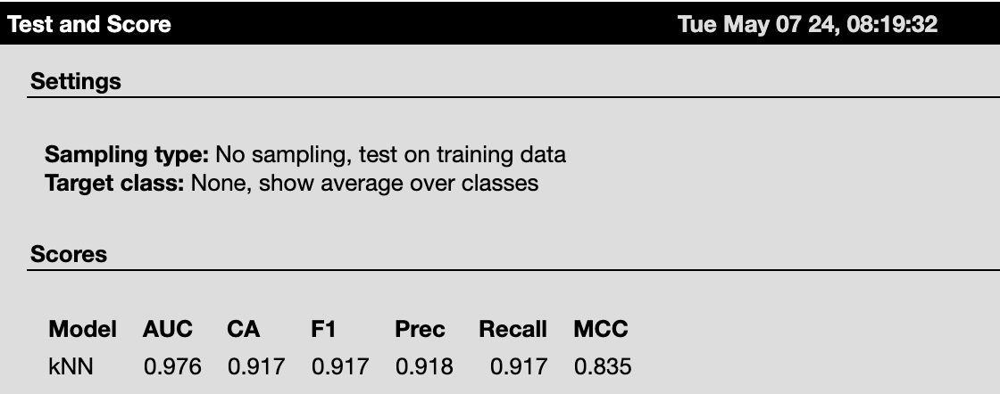 Test and Score Tue May 07 24, 08:19:32
Settings
Sampling type: No sampling, test on training data
Target class: None, show average over classes
Scores
Model AUC CA F1 Prec Recall MCC
kNN 0.976 0.917 0.917 0.918 0.917 0.835